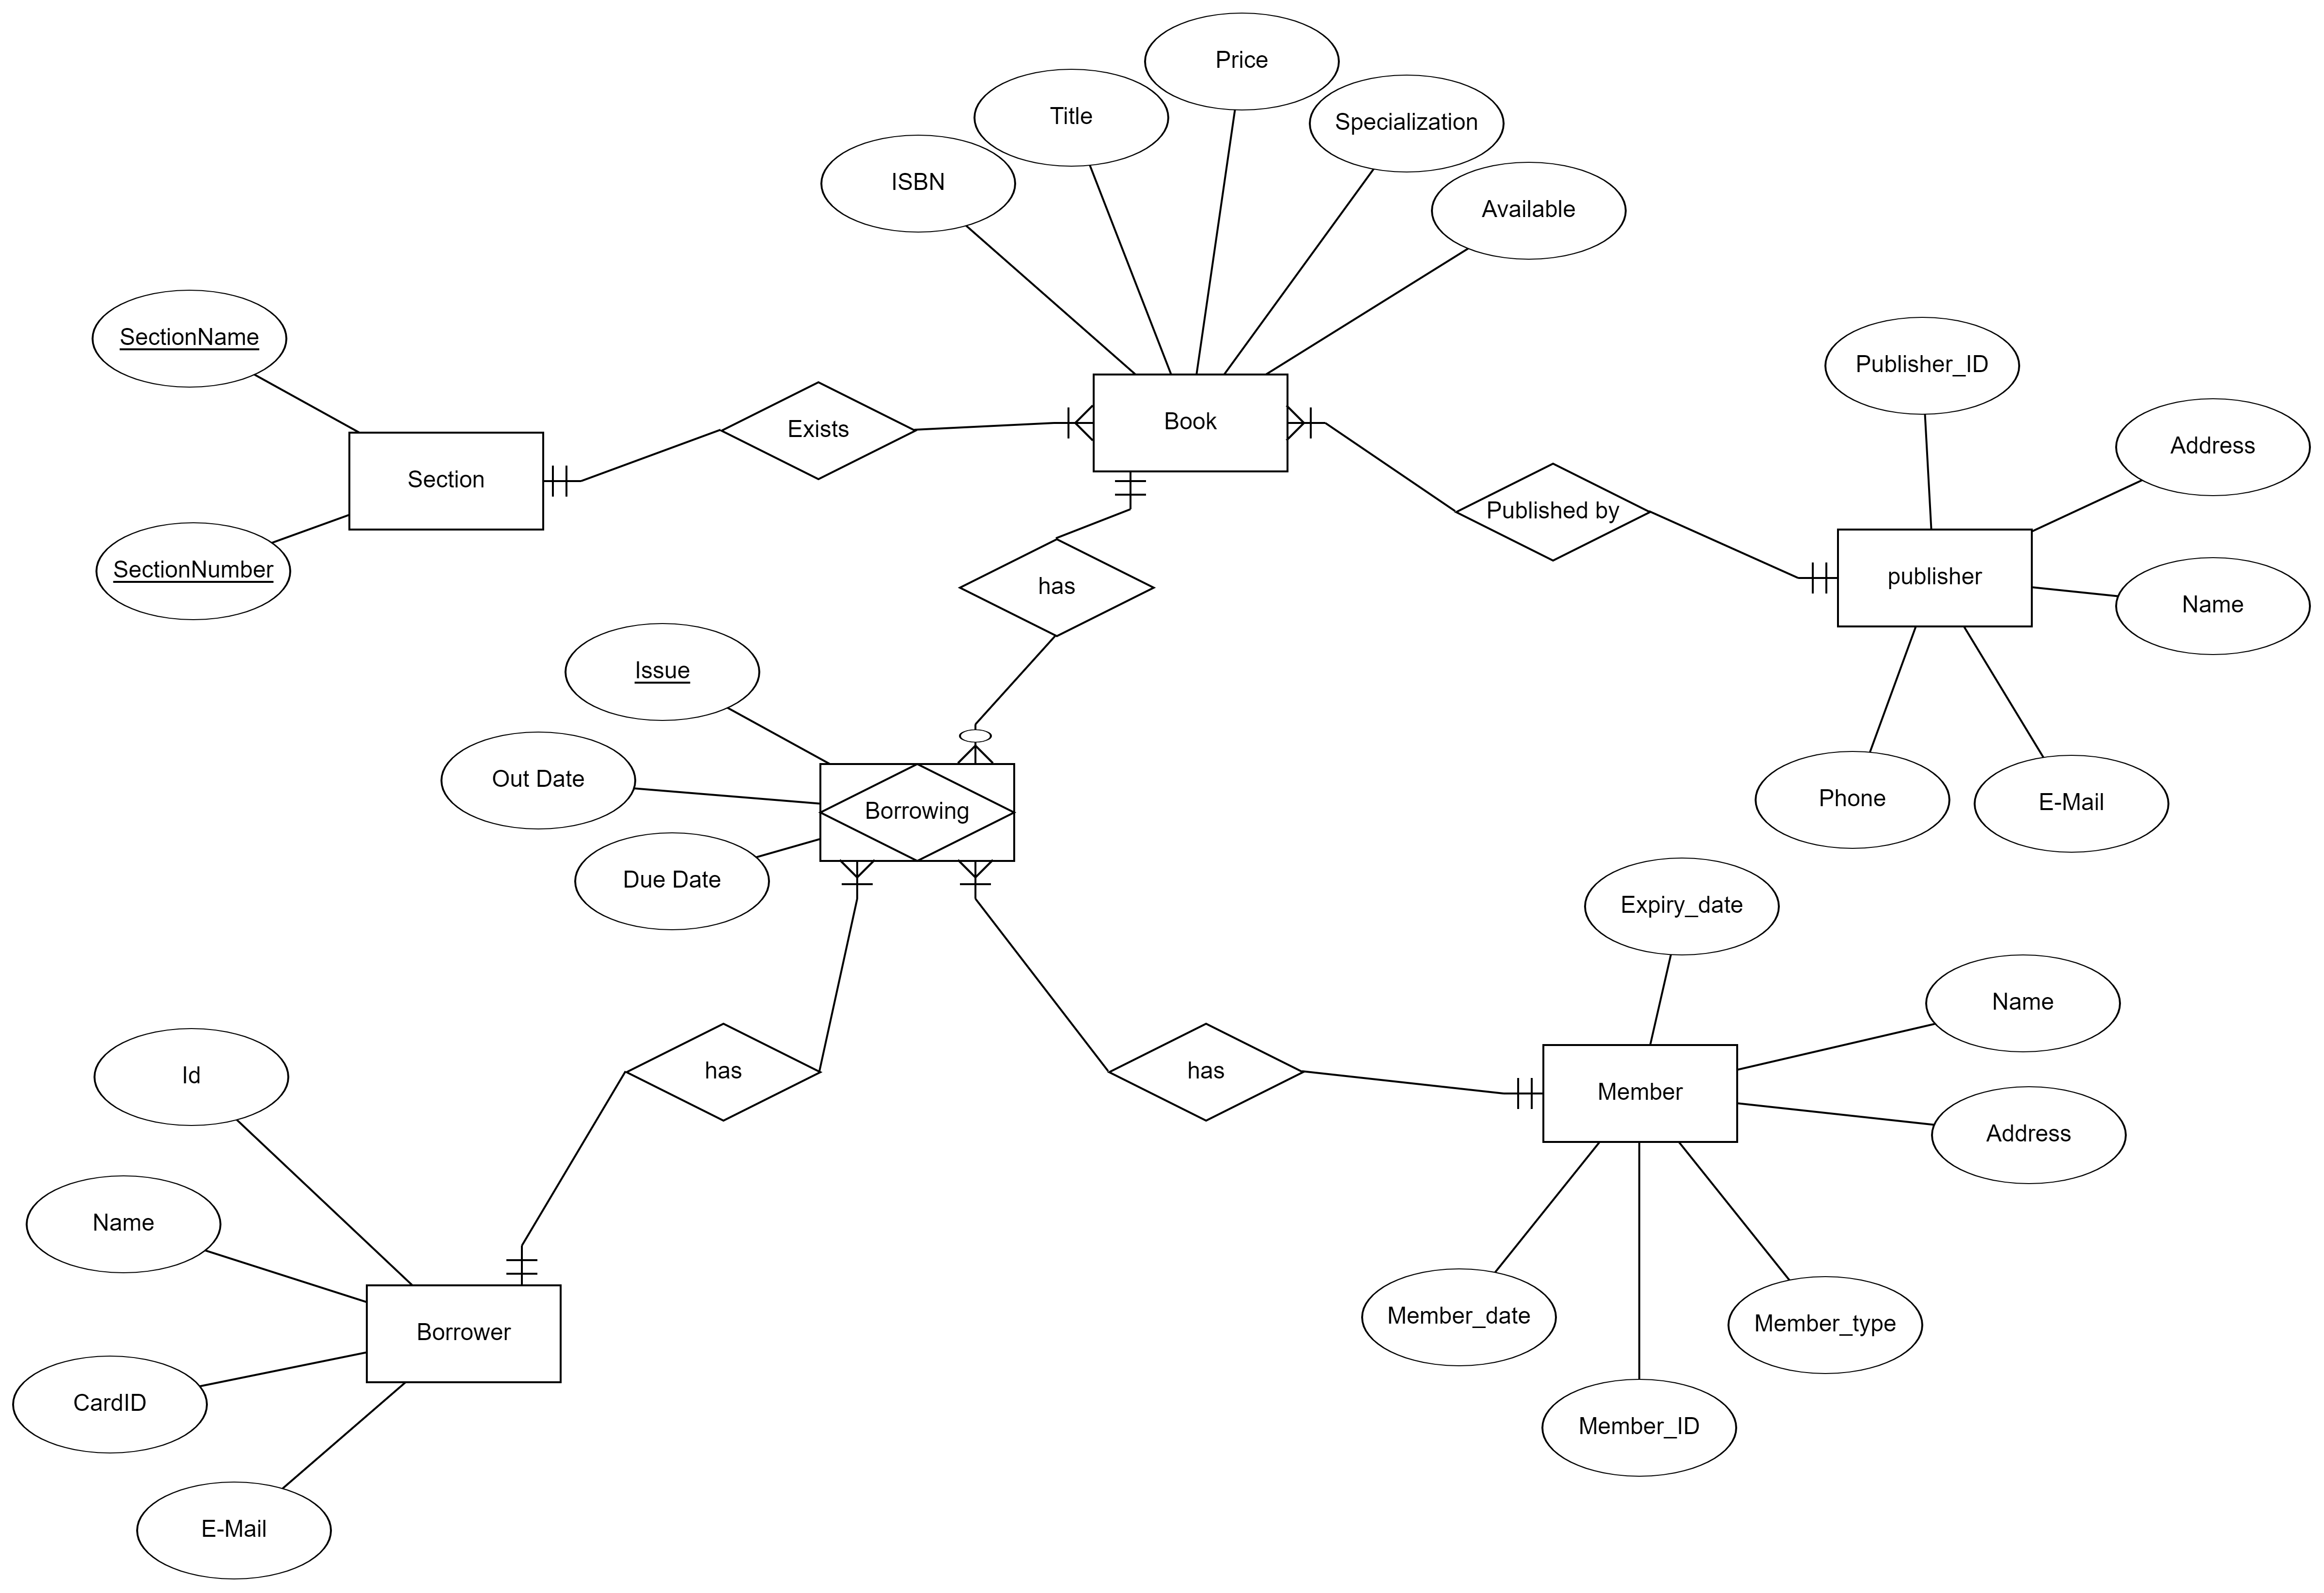 Price
Title
Specialization
ISBN
Available
SectionName
Publisher_ID
Book
Exists
Address
Section
Published by
SectionNumber
publisher
has
Name
Issue
Out Date
Borrowing
Phone
E-Mail
Due Date
Expiry_date
Name
Id
has
has
Member
Address
Name
Borrower
Member_date
Member_type
CardID
Member_ID
E-Mail